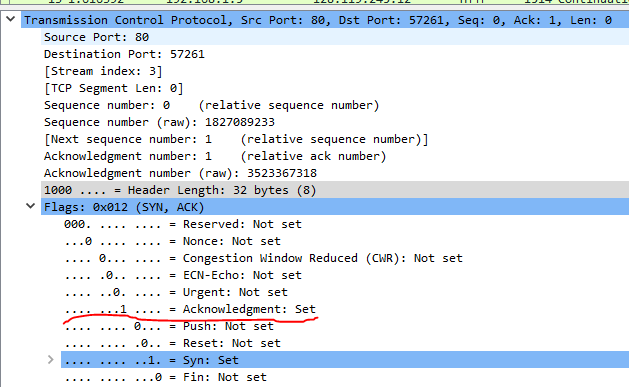 Transmission Control Protocol, Src Port: 80, Dst Port: 57261, Seq: 0, Ack: 1, Len: 0
Source Port: 80
Destination Port: 57261
[Stream index: 3]
[TCP Segment Len: 0]
Sequence number: 0    (relative sequence number)
Sequence number (raw): 1827089233
[Next sequence number: 1    (relative sequence number)]
Acknowledgment number: 1    (relative ack number)
Acknowledgment number (raw): 3523367318
1000 .... = Header Length: 32 bytes (8)
Flags: 0x012 (SYN, ACK)
000. .... .... = Reserved: Not set
...0 .... .... = Nonce: Not set
.... 0... .... = Congestion Window Reduced (CWR): Not set
.... .0.. .... = ECN-Echo: Not set
.... ..0. .... = Urgent: Not set
.... ...1 .... = Acknowledgment: Set
.... .... 0... = Push: Not set
.... .... .0.. = Reset: Not set
.... .... ..1. = Syn: Set
.... .... ...0 = Fin: Not set